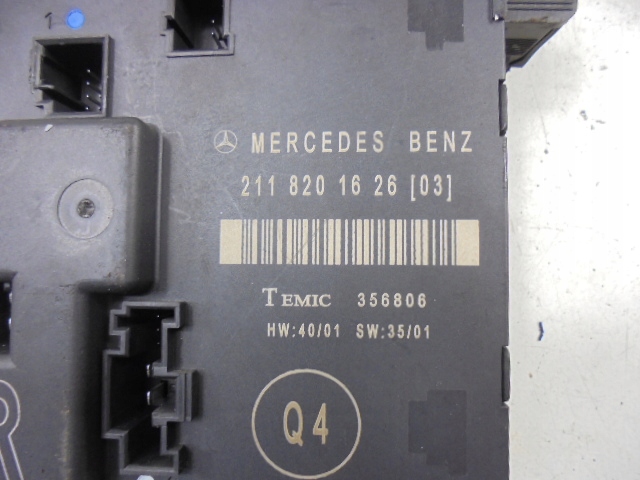 1
MERCEDES BENZ
211 820 16 26 [03]
TEMIC 356806
HW:40/01 SW:35/01
Q4
R